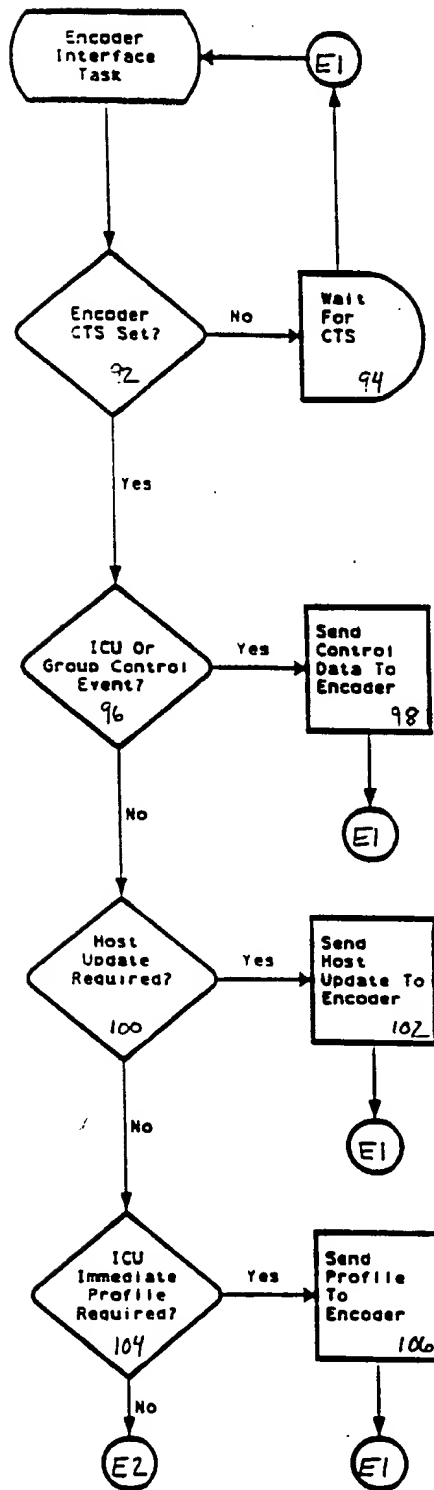 Encoder
Interface
Task
E1
Encoder
CTS Set?
92
No
Wait
For
CTS
94
Yes
ICU Or
Group Control
Event?
96
Yes
Send
Control
Data To
Encoder
98
E1
No
Host
Update
Required?
100
Yes
Send
Host
Update To
Encoder
102
E1
No
ICU
Immediate
Profile
Required?
104
Yes
Send
Profile
To
Encoder
106
No
E2
E1